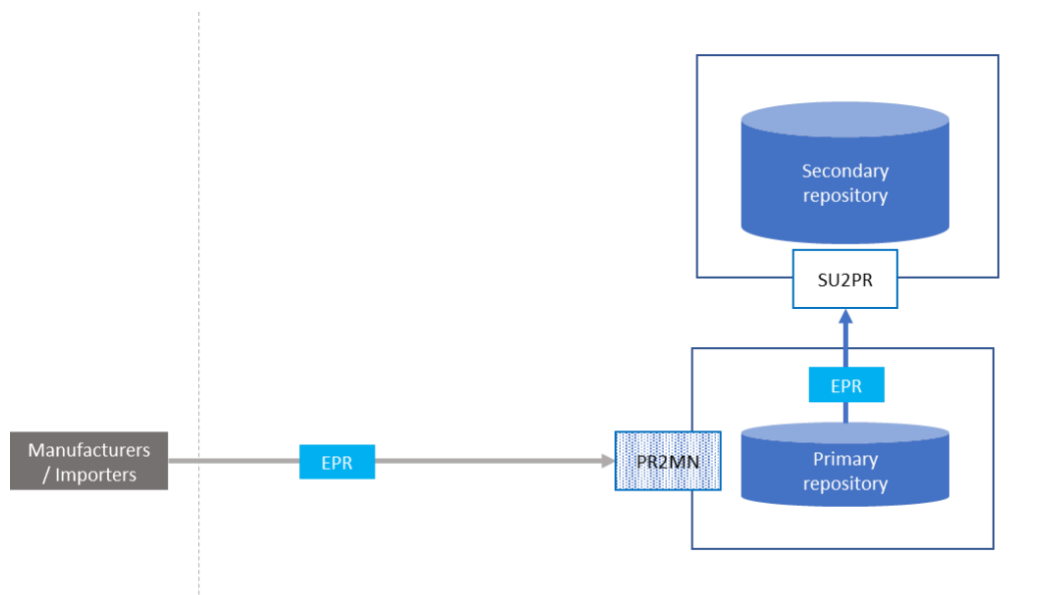 Secondary
repository
SU2PR
EPR
Manufacturers
/ Importers
EPR
PR2MN
Primary
repository